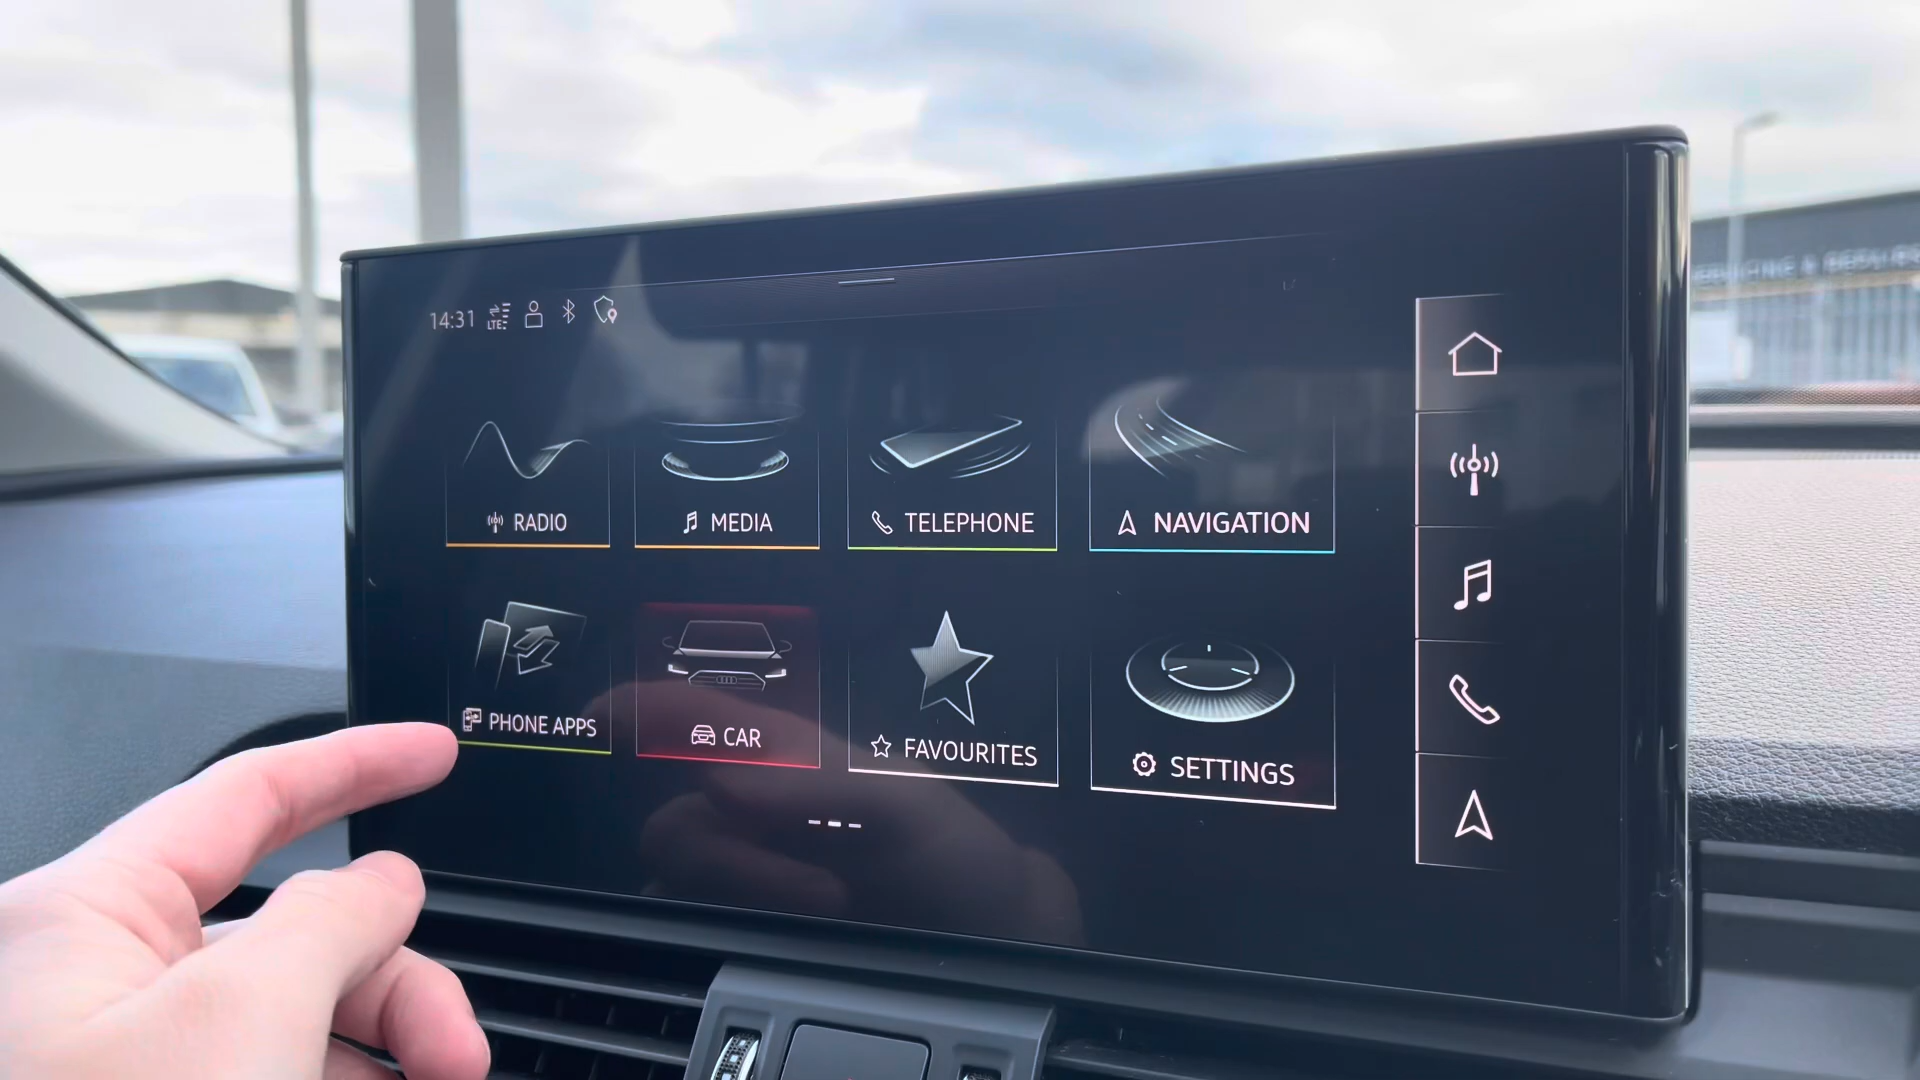 14:31 LTE
RADIO
MEDIA
TELEPHONE
NAVIGATION
PHONE APPS
CAR
FAVOURITES
SETTINGS